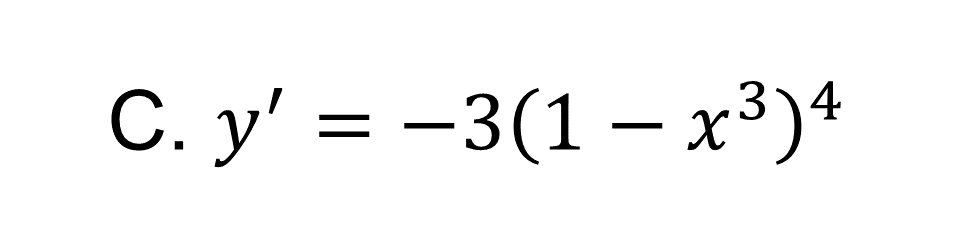 C. y′ = −3(1 − x³)⁴